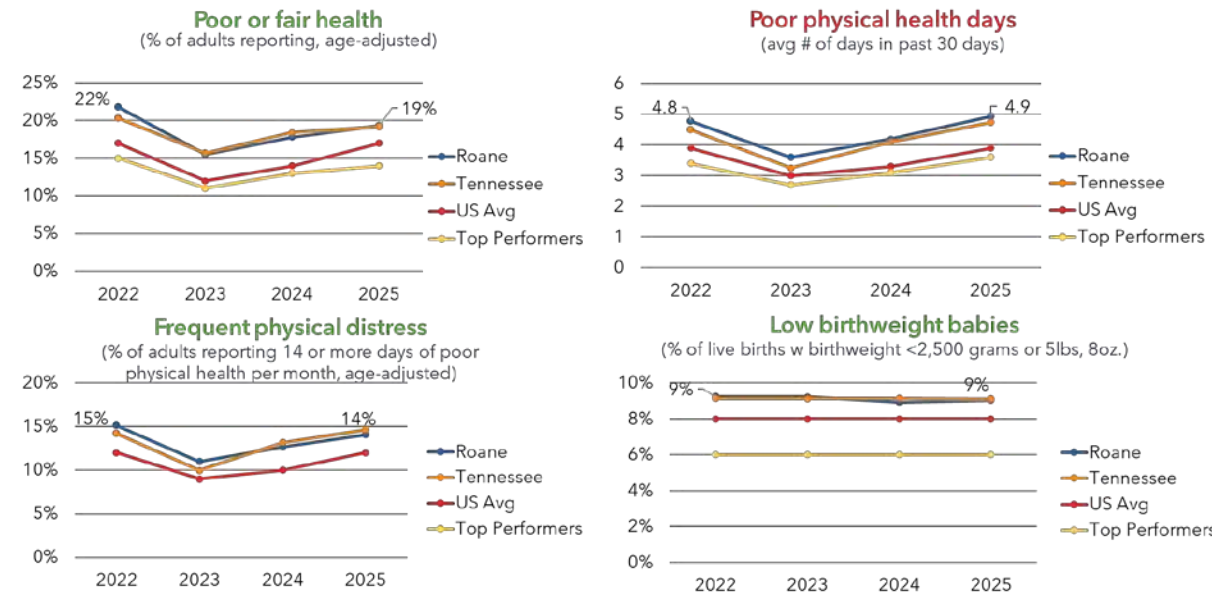 Poor or fair health
(% of adults reporting, age-adjusted)
25%
20%
15%
10%
5%
0%
22%
19%
2022 2023 2024 2025
Roane
Tennessee
US Avg
Top Performers
Poor physical health days
(avg # of days in past 30 days)
6
5
4
3
2
1
0
4.8
4.9
2022 2023 2024 2025
Roane
Tennessee
US Avg
Top Performers
Frequent physical distress
(% of adults reporting 14 or more days of poor
physical health per month, age-adjusted)
20%
15%
10%
5%
0%
15%
14%
2022 2023 2024 2025
Roane
Tennessee
US Avg
Top Performers
Low birthweight babies
(% of live births w birthweight <2,500 grams or 5lbs, 8oz.)
10%
8%
6%
4%
2%
0%
9%
9%
2022 2023 2024 2025
Roane
Tennessee
US Avg
Top Performers